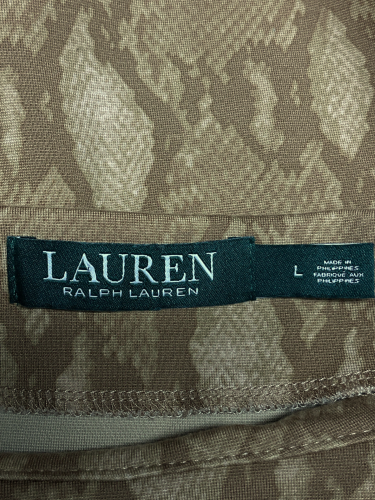 LAUREN
RALPH LAUREN
L
MADE IN
PHILIPPINES
FABRIQUÉ AUX
PHILIPPINES